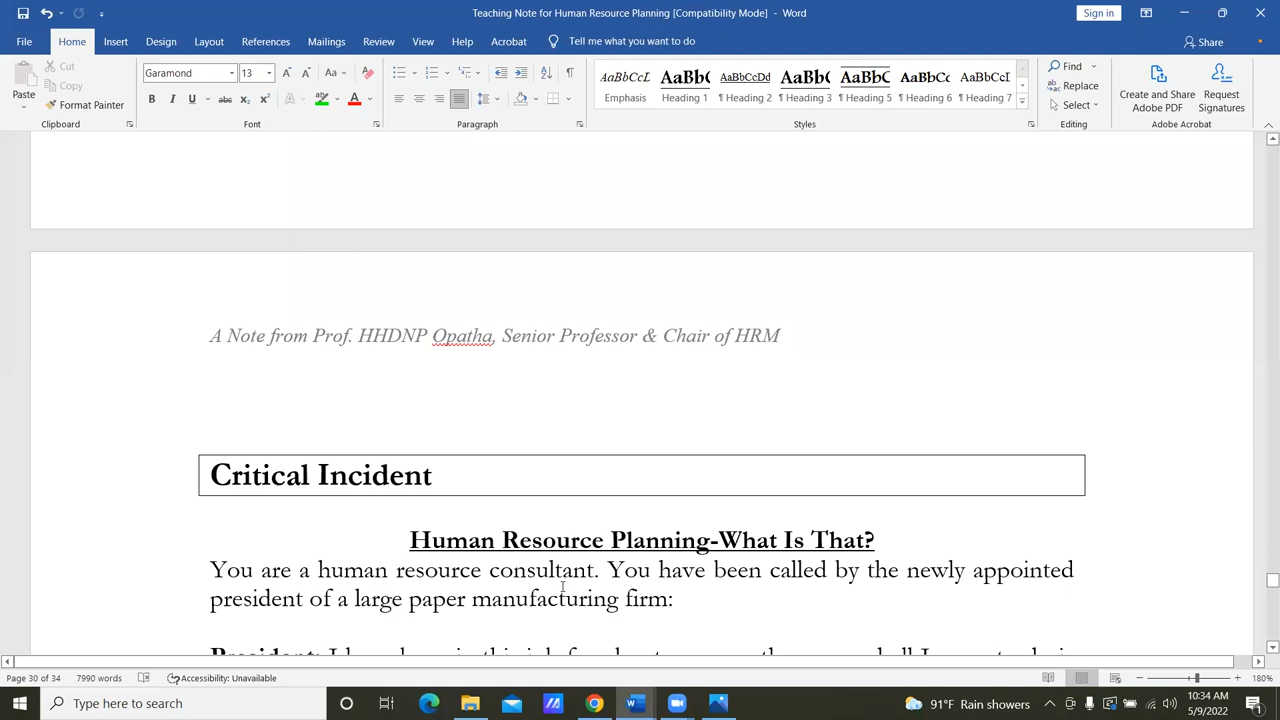 Teaching Note for Human Resource Planning [Compatibility Mode] - Word
Sign in
File Home Insert Design Layout References Mailings Review View Help Acrobat Tell me what you want to do Share
Paste Cut Copy Format Painter
Clipboard
Garamond 13
Font
Paragraph
AaBbCcL AaBb( AaBbCcDd AaBb( AaBbCcI AaBbCc AaBbCcI
Emphasis Heading 1 ¶ Heading 2 ¶ Heading 3 ¶ Heading 5 ¶ Heading 6 ¶ Heading 7
Styles
Find
Replace
Select
Editing
Create and Share Adobe PDF
Request Signatures
Adobe Acrobat
A Note from Prof. HHDNP Opatha, Senior Professor & Chair of HRM
Critical Incident
Human Resource Planning-What Is That?
You are a human resource consultant. You have been called by the newly appointed
president of a large paper manufacturing firm:
Page 30 of 34 7990 words Accessibility: Unavailable 180%
Type here to search
91°F Rain showers
10:34 AM
5/9/2022